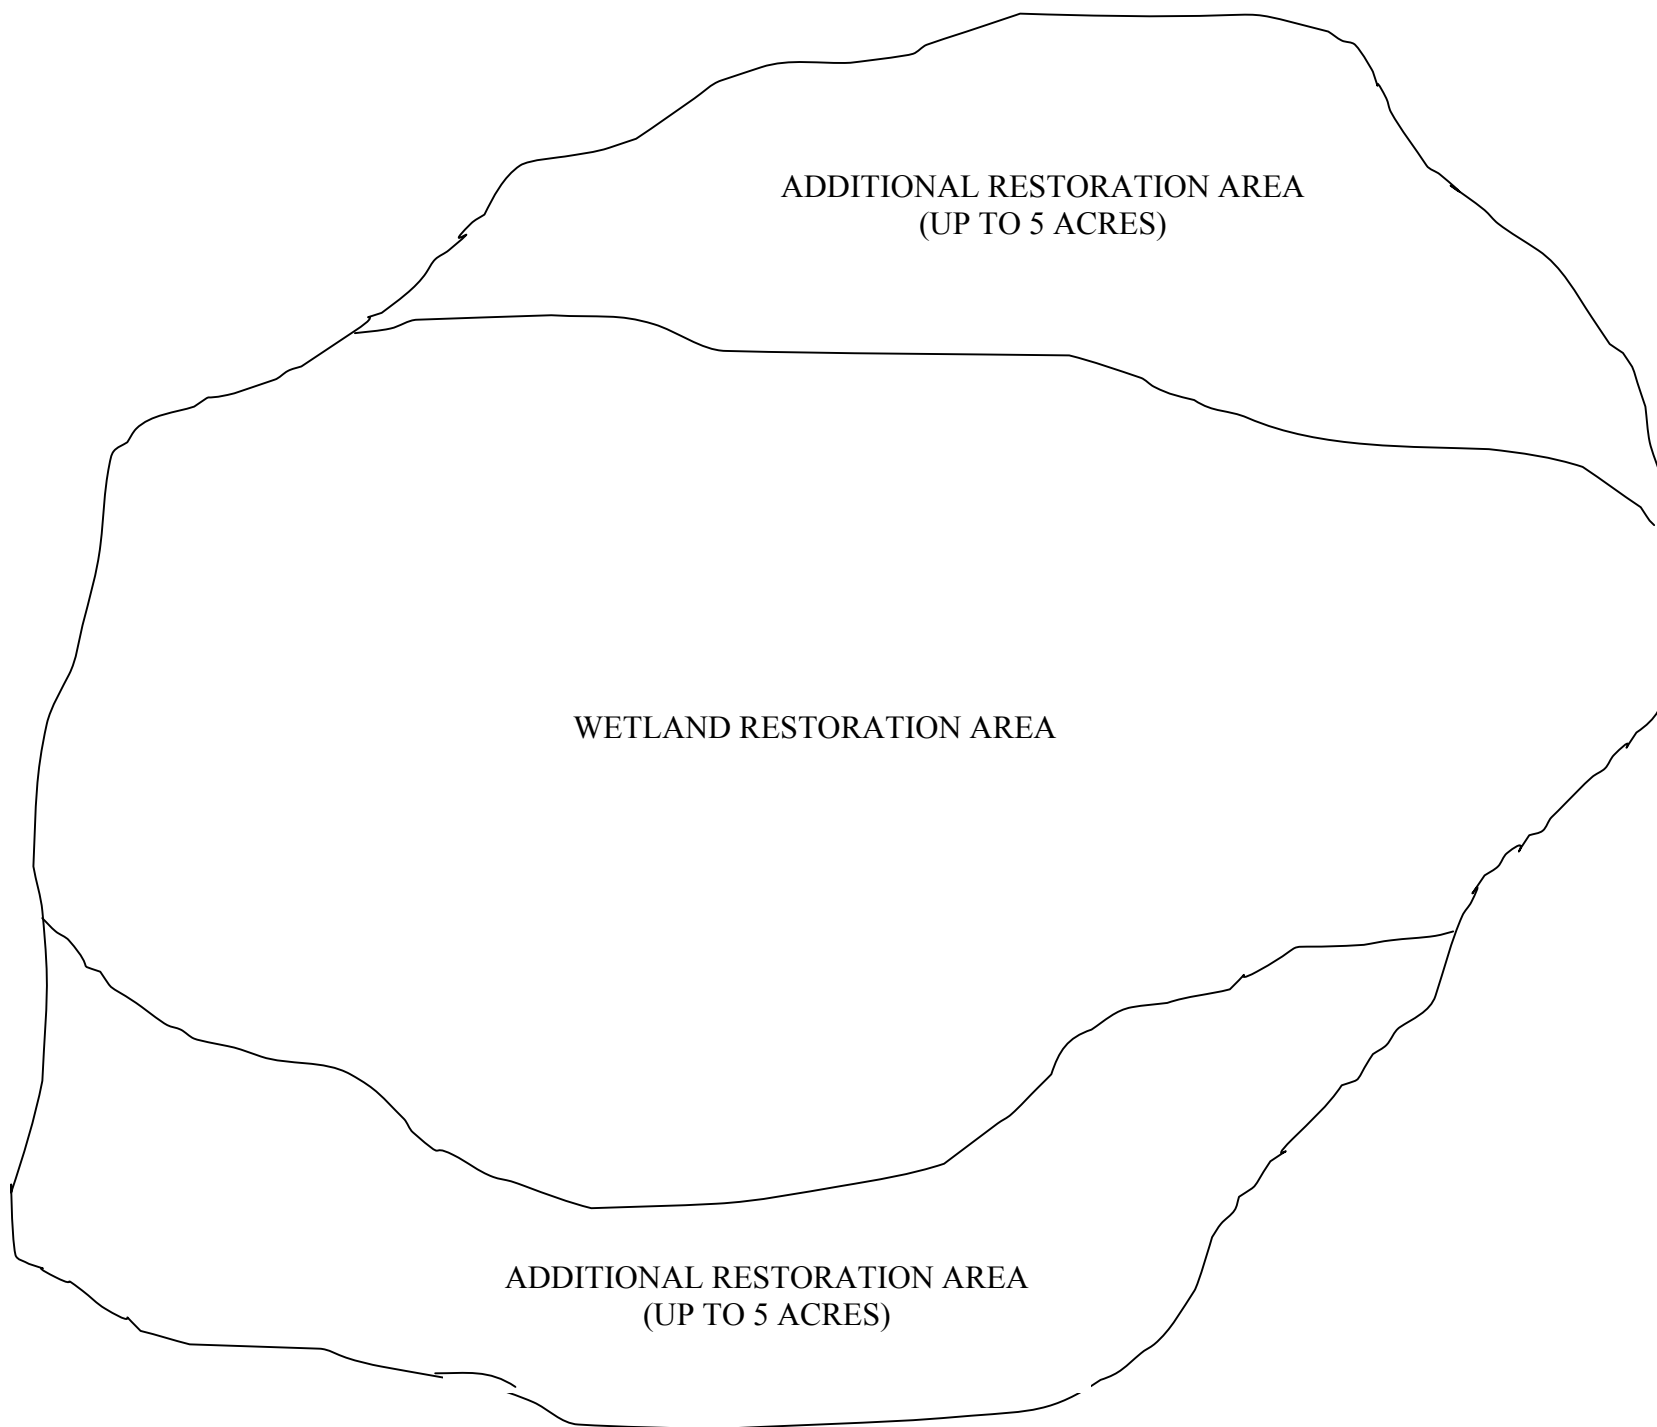 ADDITIONAL RESTORATION AREA
(UP TO 5 ACRES)
WETLAND RESTORATION AREA
ADDITIONAL RESTORATION AREA
(UP TO 5 ACRES)